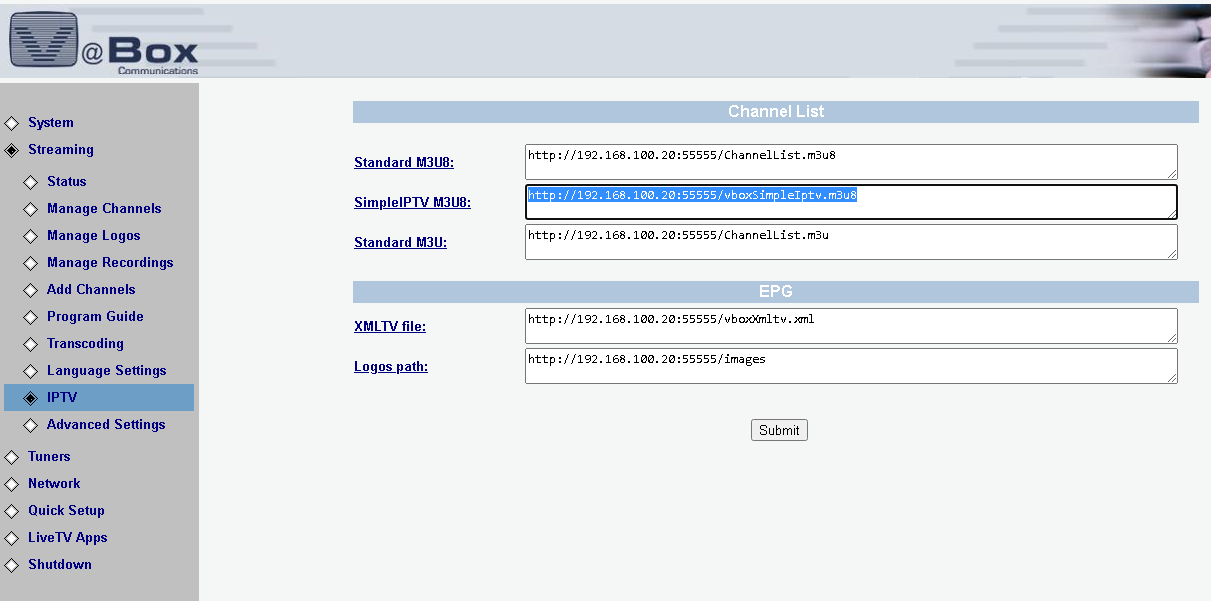 V@Box
Communications
System
Streaming
Status
Manage Channels
Manage Logos
Manage Recordings
Add Channels
Program Guide
Transcoding
Language Settings
IPTV
Advanced Settings
Tuners
Network
Quick Setup
LiveTV Apps
Shutdown
Channel List
Standard M3U8: http://192.168.100.20:55555/ChannelList.m3u8
SimpleIPTV M3U8: http://192.168.100.20:55555/vboxSimpleIptv.m3u8
Standard M3U: http://192.168.100.20:55555/ChannelList.m3u
EPG
XMLTV file: http://192.168.100.20:55555/vboxXmltv.xml
Logos path: http://192.168.100.20:55555/images
Submit